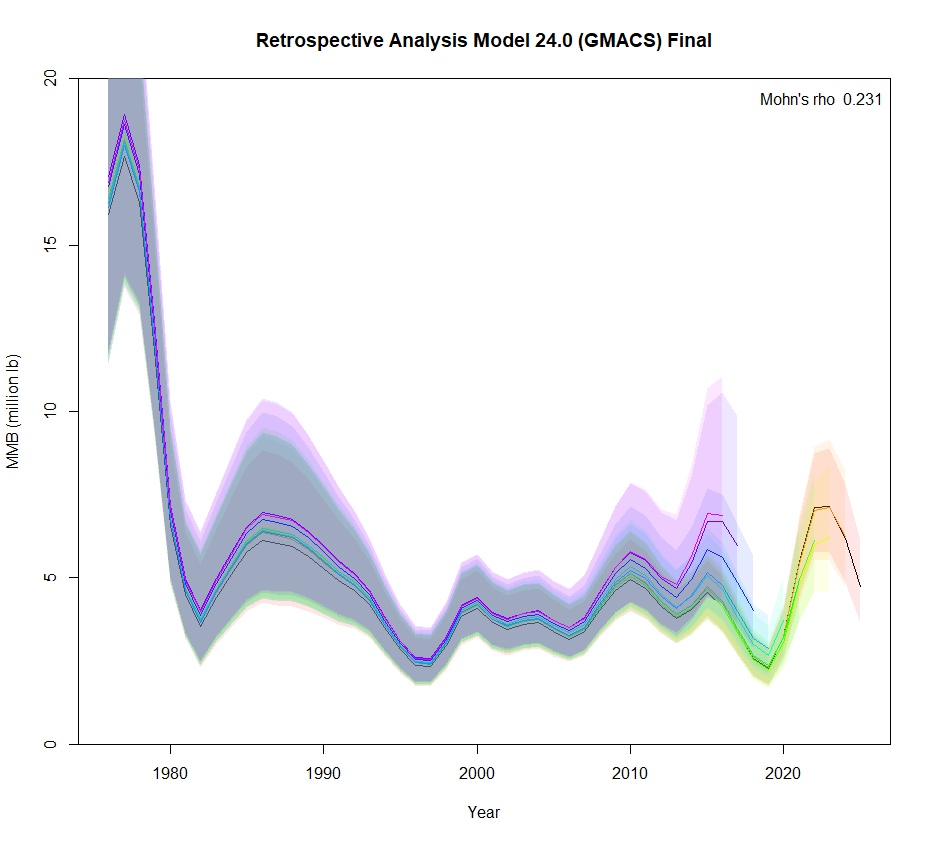 Retrospective Analysis Model 24.0 (GMACS) Final
Mohn's rho 0.231
20
15
10
5
0
MMB (million lb)
1980 1990 2000 2010 2020
Year